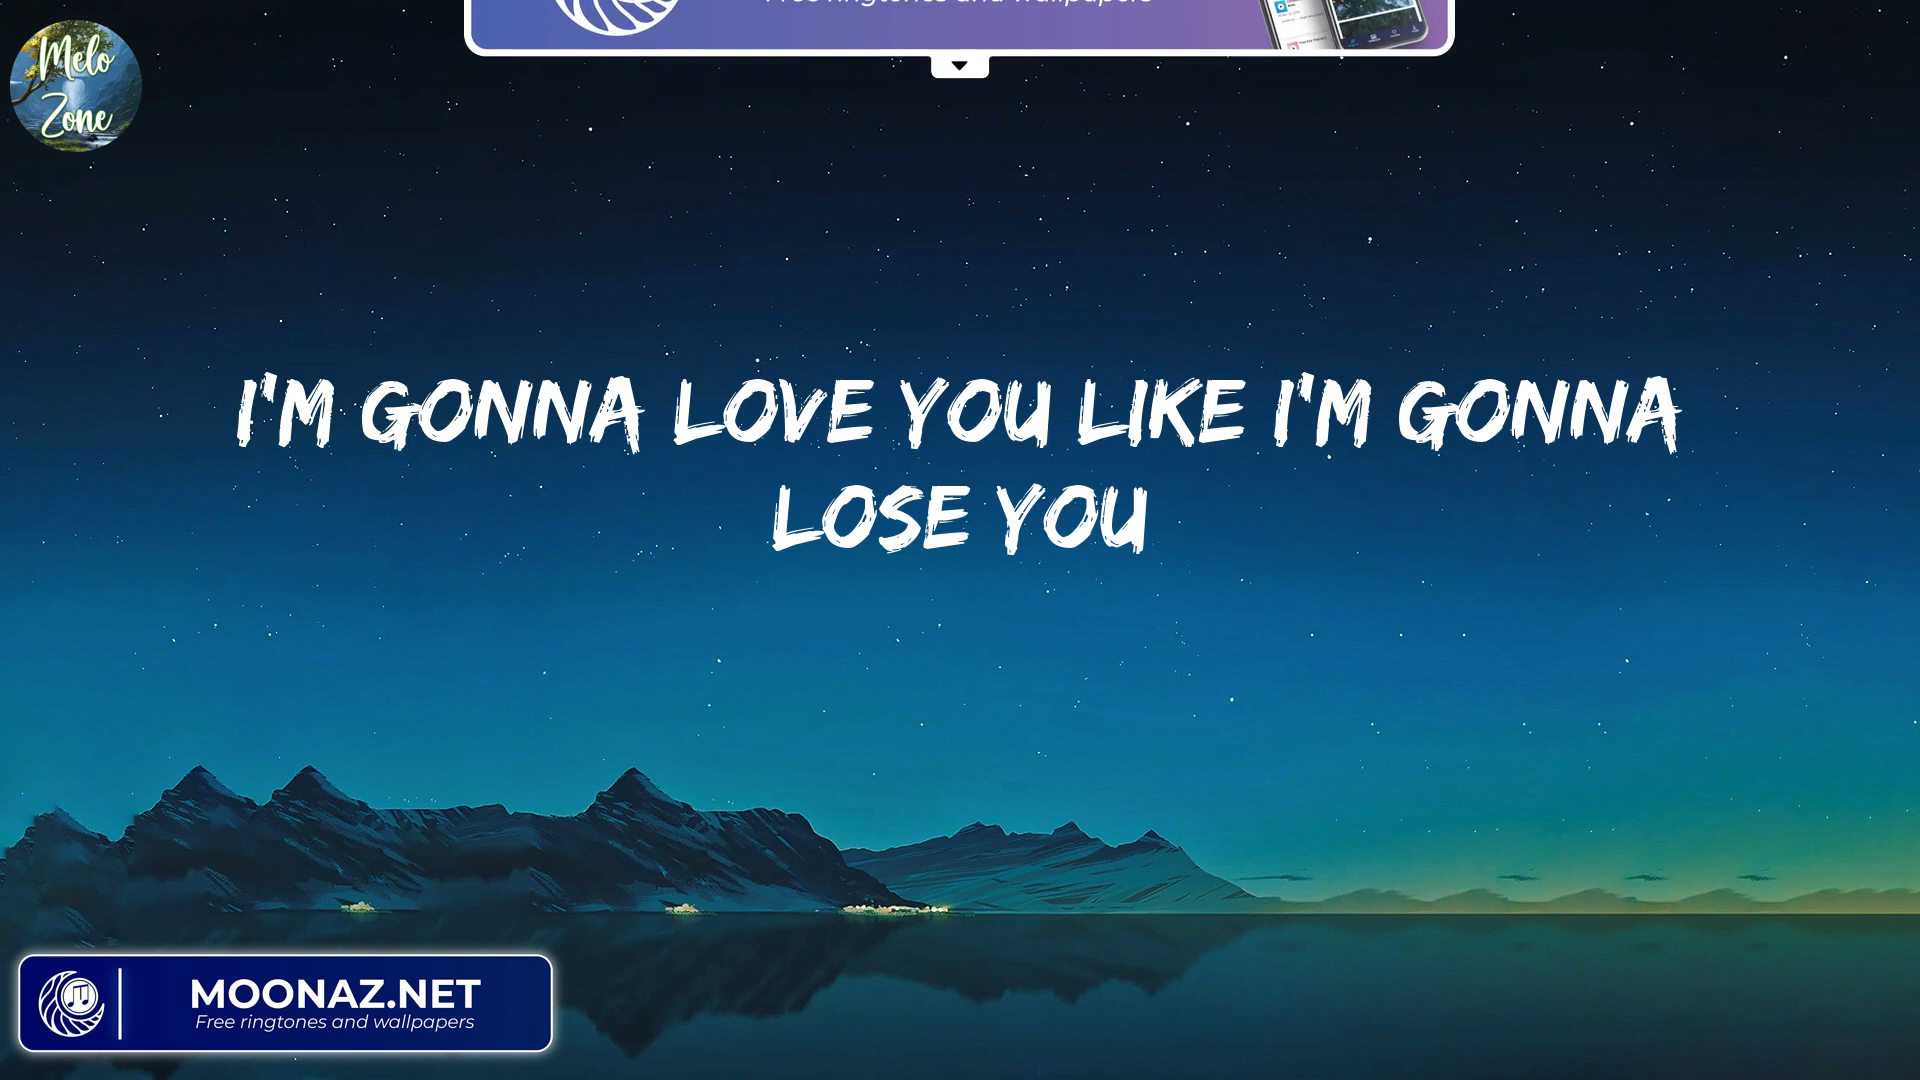 Free ringtones and wallpapers
Melo
Zone
I'M GONNA LOVE YOU LIKE I'M GONNA
LOSE YOU
MOONAZ.NET
Free ringtones and wallpapers